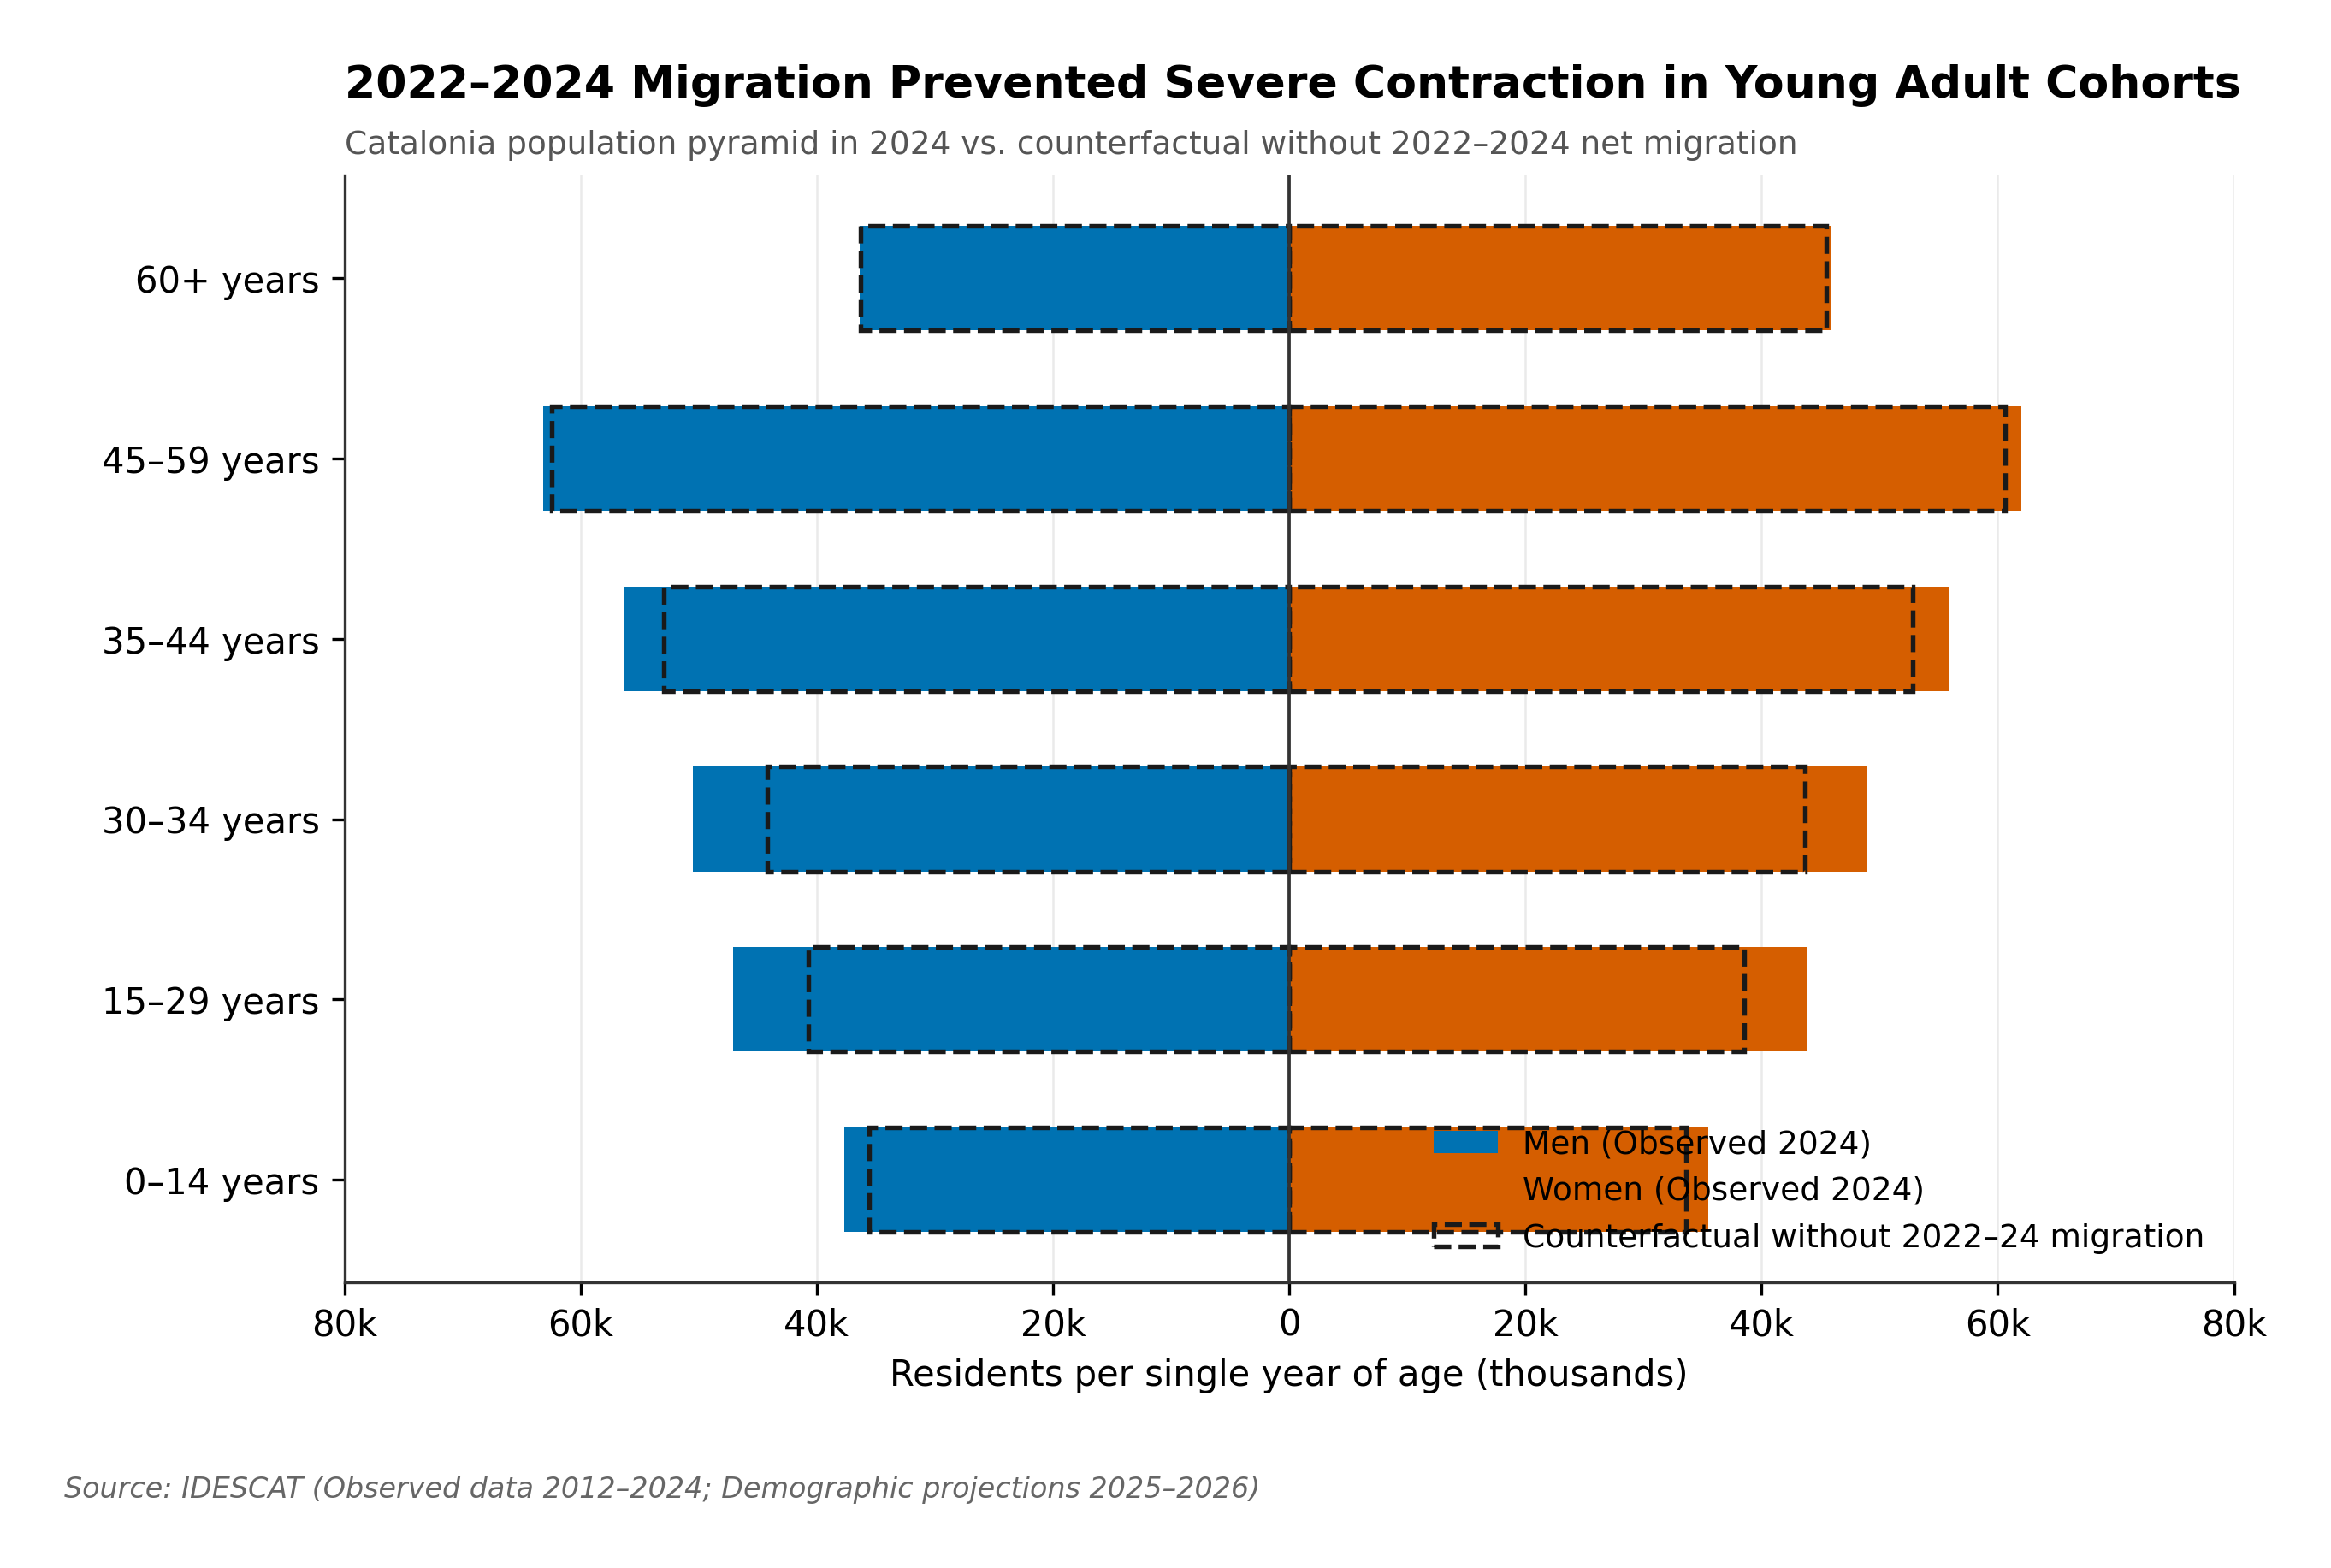 2022–2024 Migration Prevented Severe Contraction in Young Adult Cohorts
Catalonia population pyramid in 2024 vs. counterfactual without 2022–2024 net migration
60+ years
45–59 years
35–44 years
30–34 years
15–29 years
0–14 years
Men (Observed 2024)
Women (Observed 2024)
Counterfactual without 2022–24 migration
80k 60k 40k 20k 0 20k 40k 60k 80k
Residents per single year of age (thousands)
Source: IDESCAT (Observed data 2012–2024; Demographic projections 2025–2026)